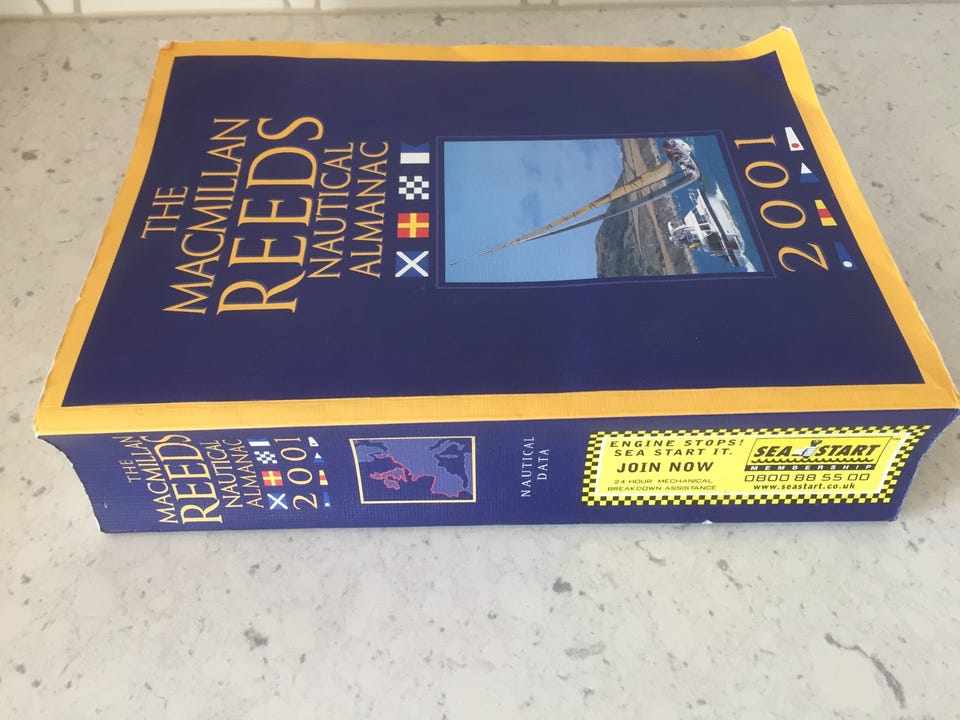 THE
MACMILLAN
REEDS
NAUTICAL
ALMANAC
2001
THE
MACMILLAN
REEDS
NAUTICAL
ALMANAC
2001
NAUTICAL
DATA
ENGINE STOPS!
SEA START IT.
JOIN NOW
24 HOUR MECHANICAL
BREAKDOWN ASSISTANCE
SEA START
MEMBERSHIP
0800 88 55 00
www.seastart.co.uk